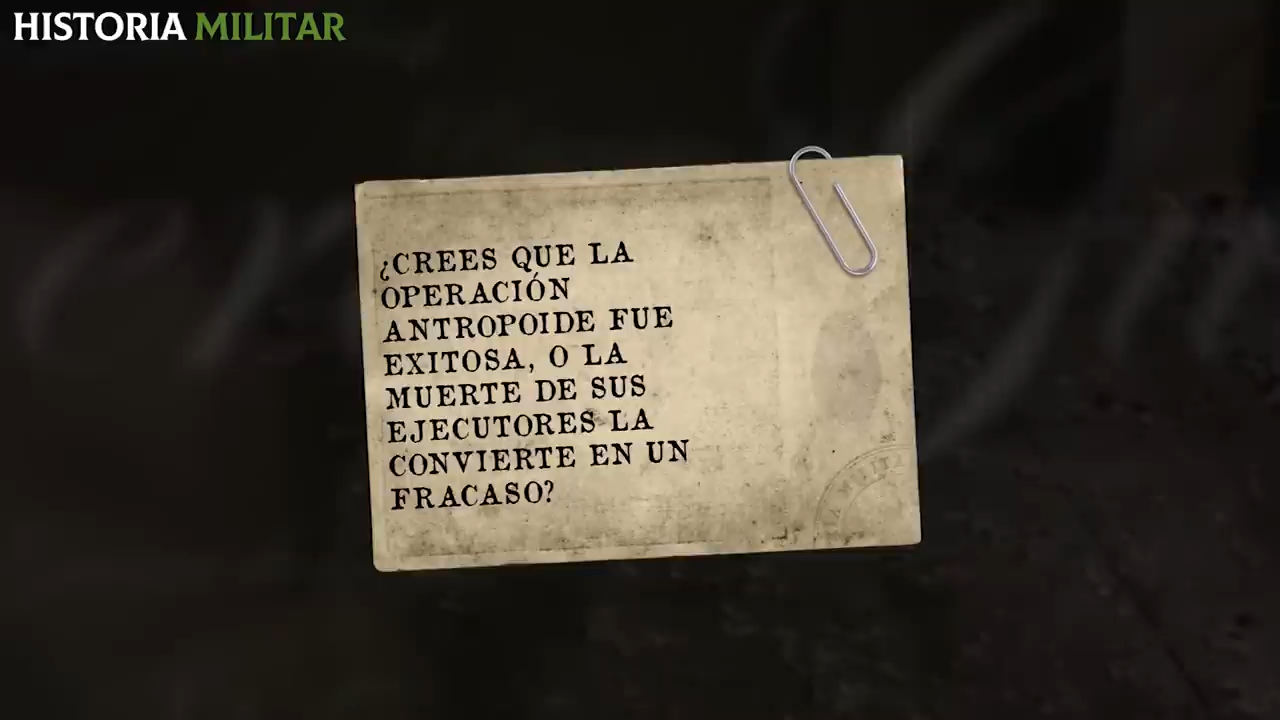 HISTORIA MILITAR
¿CREES QUE LA
OPERACIÓN
ANTROPOIDE FUE
EXITOSA, O LA
MUERTE DE SUS
EJECUTORES LA
CONVIERTE EN UN
FRACASO?